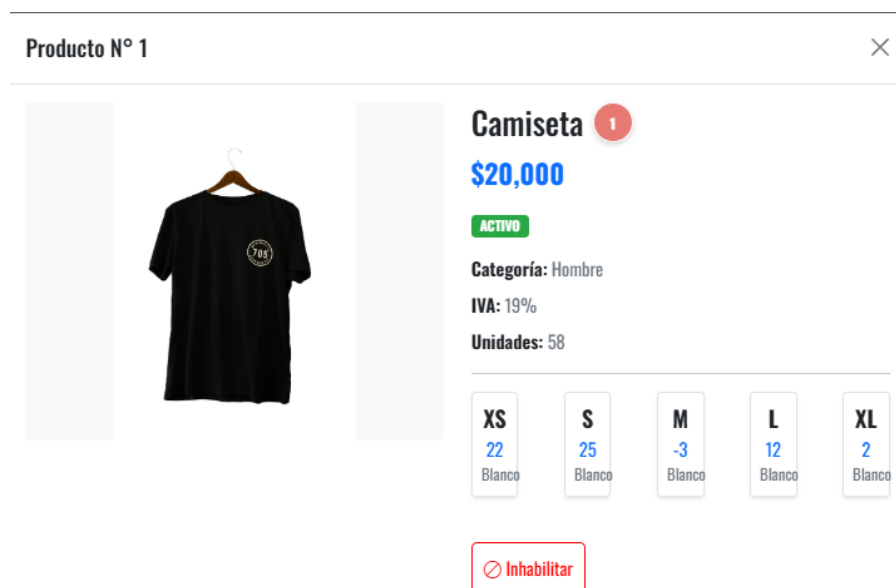 Producto N° 1
Camiseta 1
$20,000
ACTIVO
Categoría: Hombre
IVA: 19%
Unidades: 58
XS S M L XL
22 25 -3 12 2
Blanco Blanco Blanco Blanco Blanco
705
Inhabilitar